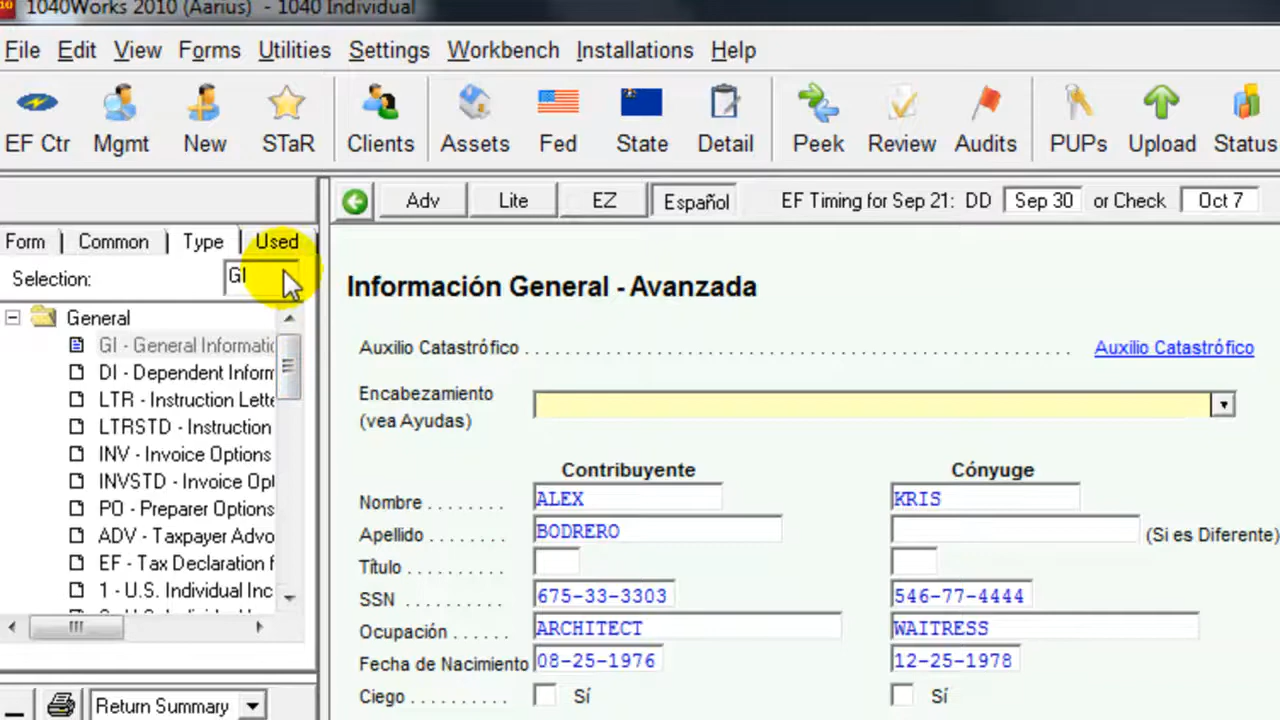 10 1040Works 2010 (Aarius) - 1040 Individual
File Edit View Forms Utilities Settings Workbench Installations Help
EF Ctr Mgmt New STaR Clients Assets Fed State Detail Peek Review Audits PUPs Upload Status
Adv Lite EZ Español EF Timing for Sep 21: DD Sep 30 or Check Oct 7
Form Common Type Used
Selection: GI
General
GI - General Informatic
DI - Dependent Inform
LTR - Instruction Lette
LTRSTD - Instruction
INV - Invoice Options
INVSTD - Invoice Opt
PO - Preparer Options
ADV - Taxpayer Advo
EF - Tax Declaration f
1 - U.S. Individual Inc
Return Summary
Información General - Avanzada
Auxilio Catastrófico Auxilio Catastrófico
Encabezamiento
(vea Ayudas)
Contribuyente Cónyuge
Nombre ........ ALEX KRIS
Apellido ........ BODRERO (Si es Diferente)
Título ..........
SSN .......... 675-33-3303 546-77-4444
Ocupación ...... ARCHITECT WAITRESS
Fecha de Nacimiento 08-25-1976 12-25-1978
Ciego .......... Sí Sí